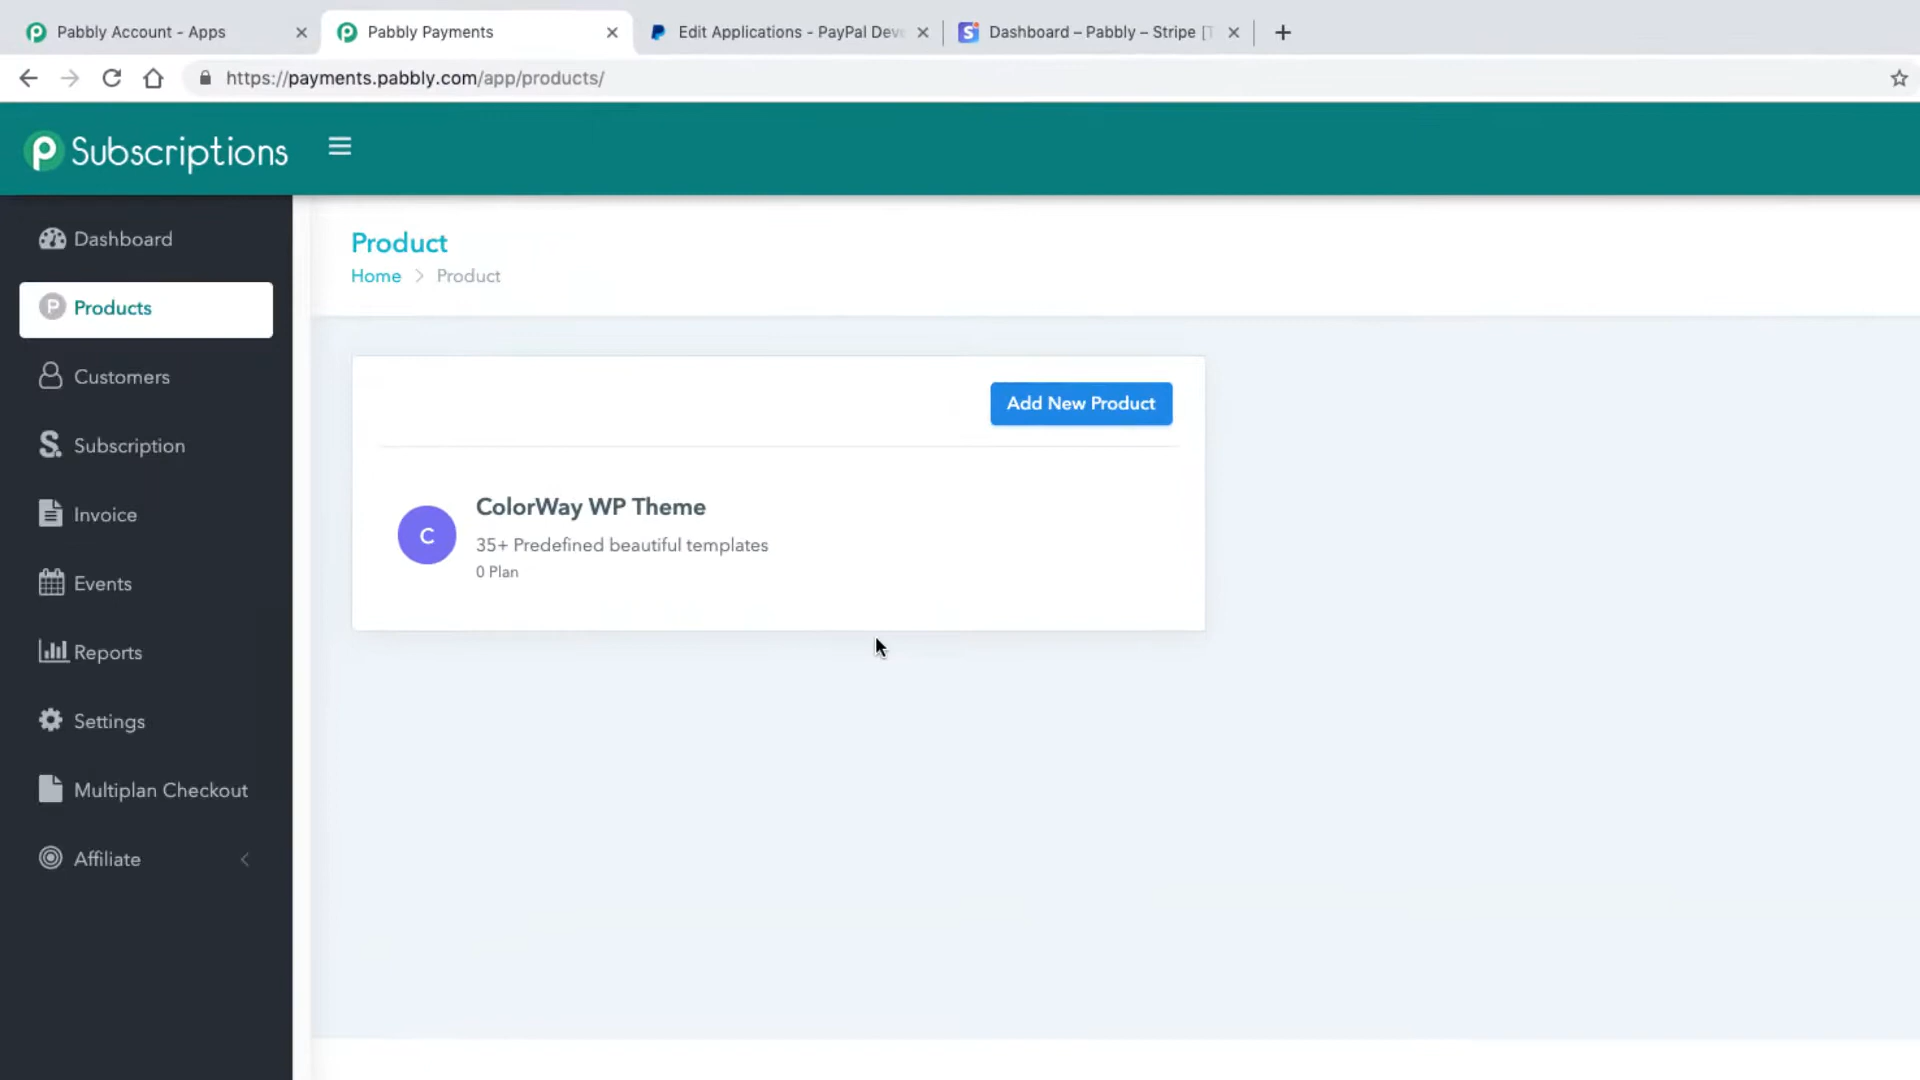 Pabbly Account - Apps
Pabbly Payments
Edit Applications - PayPal Dev
Dashboard – Pabbly – Stripe [T
https://payments.pabbly.com/app/products/
P Subscriptions
Dashboard
P Products
Customers
Subscription
Invoice
Events
Reports
Settings
Multiplan Checkout
Affiliate
Product
Home > Product
Add New Product
C
ColorWay WP Theme
35+ Predefined beautiful templates
0 Plan